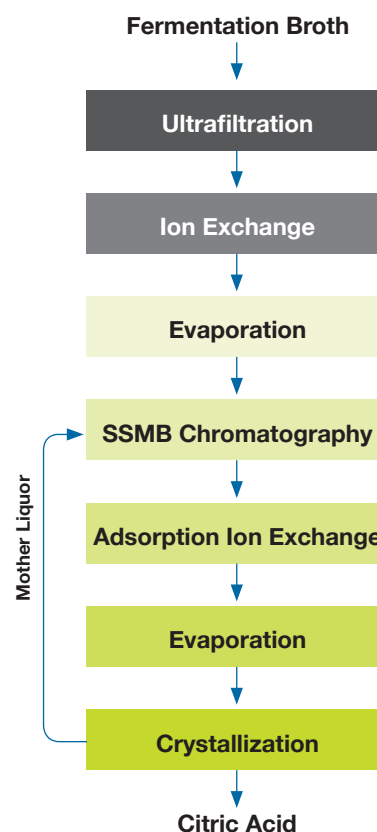 Fermentation Broth
Ultrafiltration
Ion Exchange
Evaporation
SSMB Chromatography
Mother Liquor
Adsorption Ion Exchange
Evaporation
Crystallization
Citric Acid